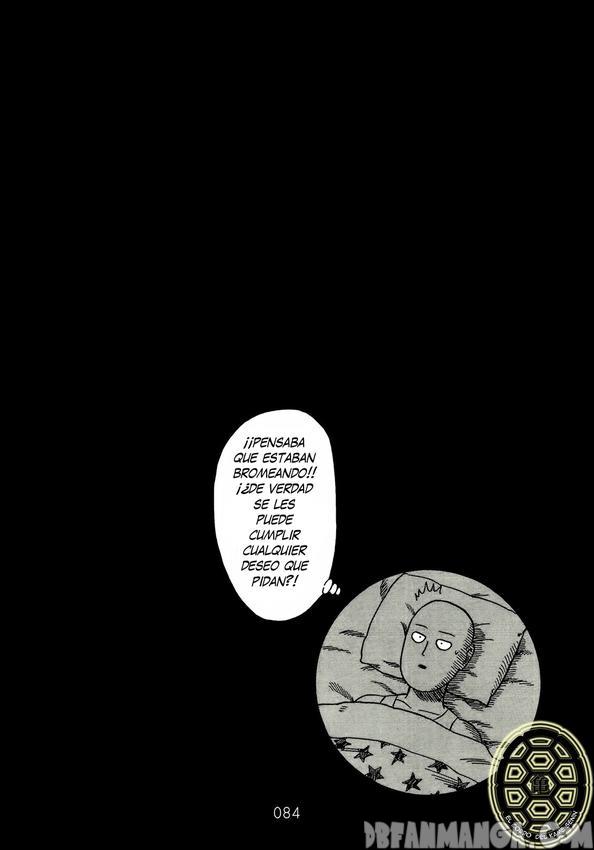 ¡¡PENSABA
QUE ESTABAN
BROMEANDO!!
¡¿DE VERDAD
SE LES
PUEDE
CUMPLIR
CUALQUIER
DESEO QUE
PIDAN?!
084
DBFANMANGA.COM